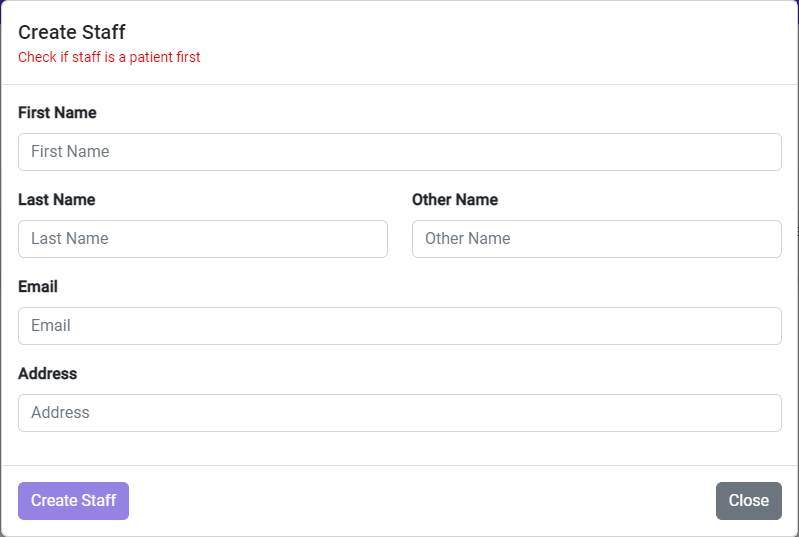 Create Staff
Check if staff is a patient first
First Name
First Name
Last Name Other Name
Last Name Other Name
Email
Email
Address
Address
Create Staff Close